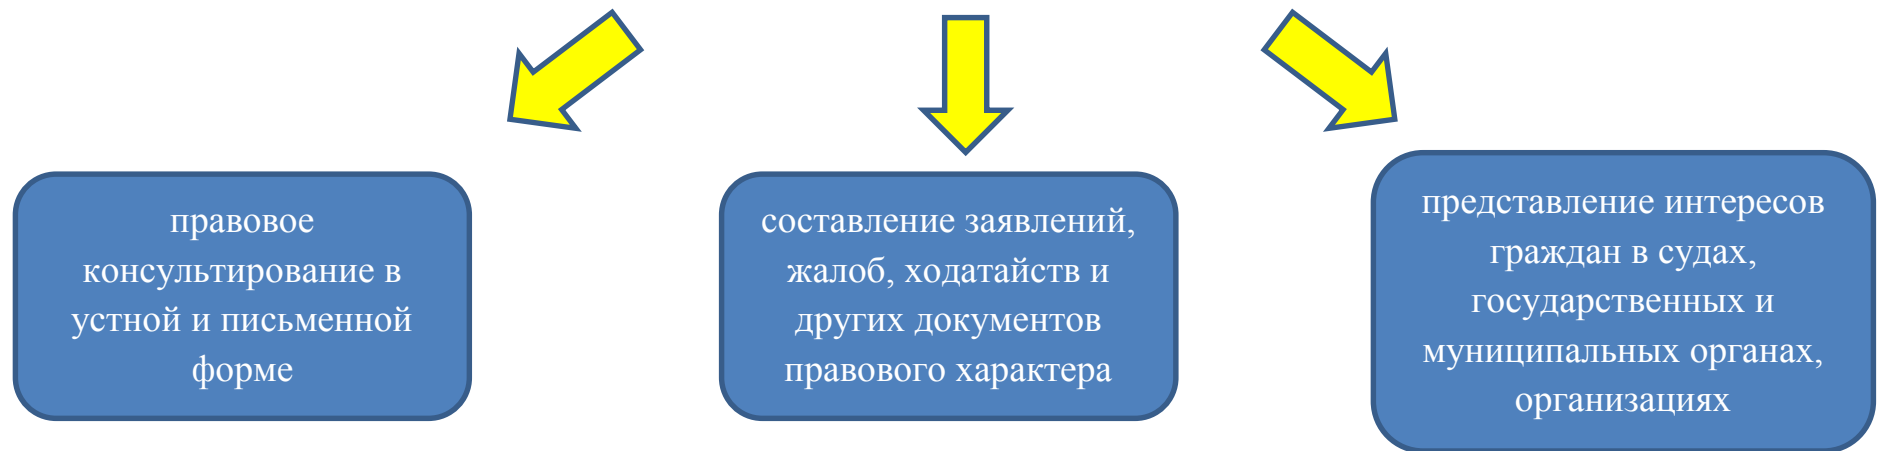 правовое
консультирование в
устной и письменной
форме
составление заявлений,
жалоб, ходатайств и
других документов
правового характера
представление интересов
граждан в судах,
государственных и
муниципальных органах,
организациях